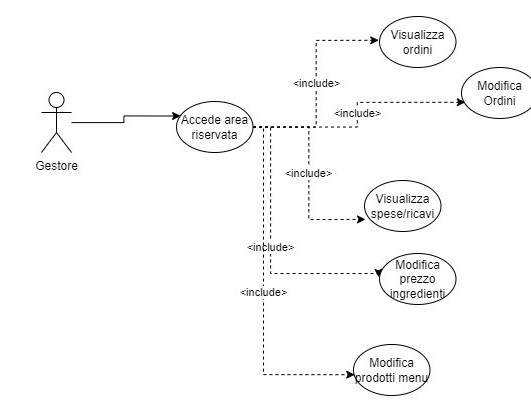 Visualizza
ordini
<include>
Modifica
Ordini
<include>
Accede area
riservata
Gestore
<include>
Visualizza
spese/ricavi
<include>
Modifica
prezzo
ingredienti
<include>
Modifica
prodotti menu